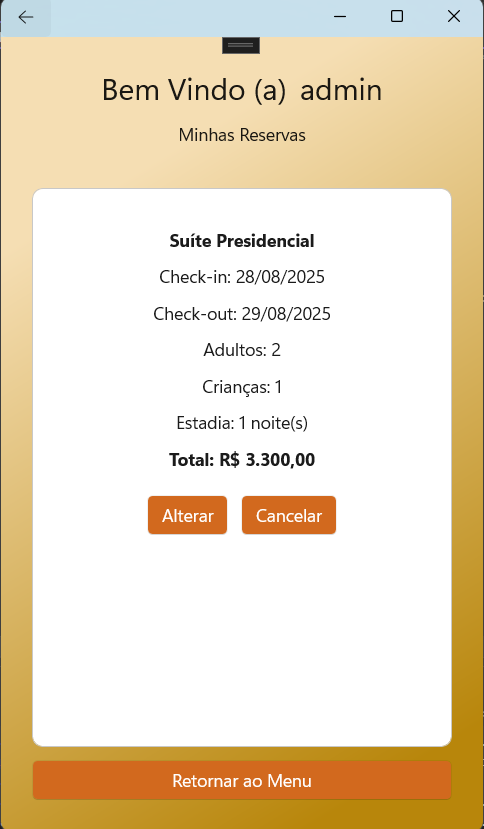 Bem Vindo (a) admin
Minhas Reservas
Suíte Presidencial
Check-in: 28/08/2025
Check-out: 29/08/2025
Adultos: 2
Crianças: 1
Estadia: 1 noite(s)
Total: R$ 3.300,00
Alterar Cancelar
Retornar ao Menu